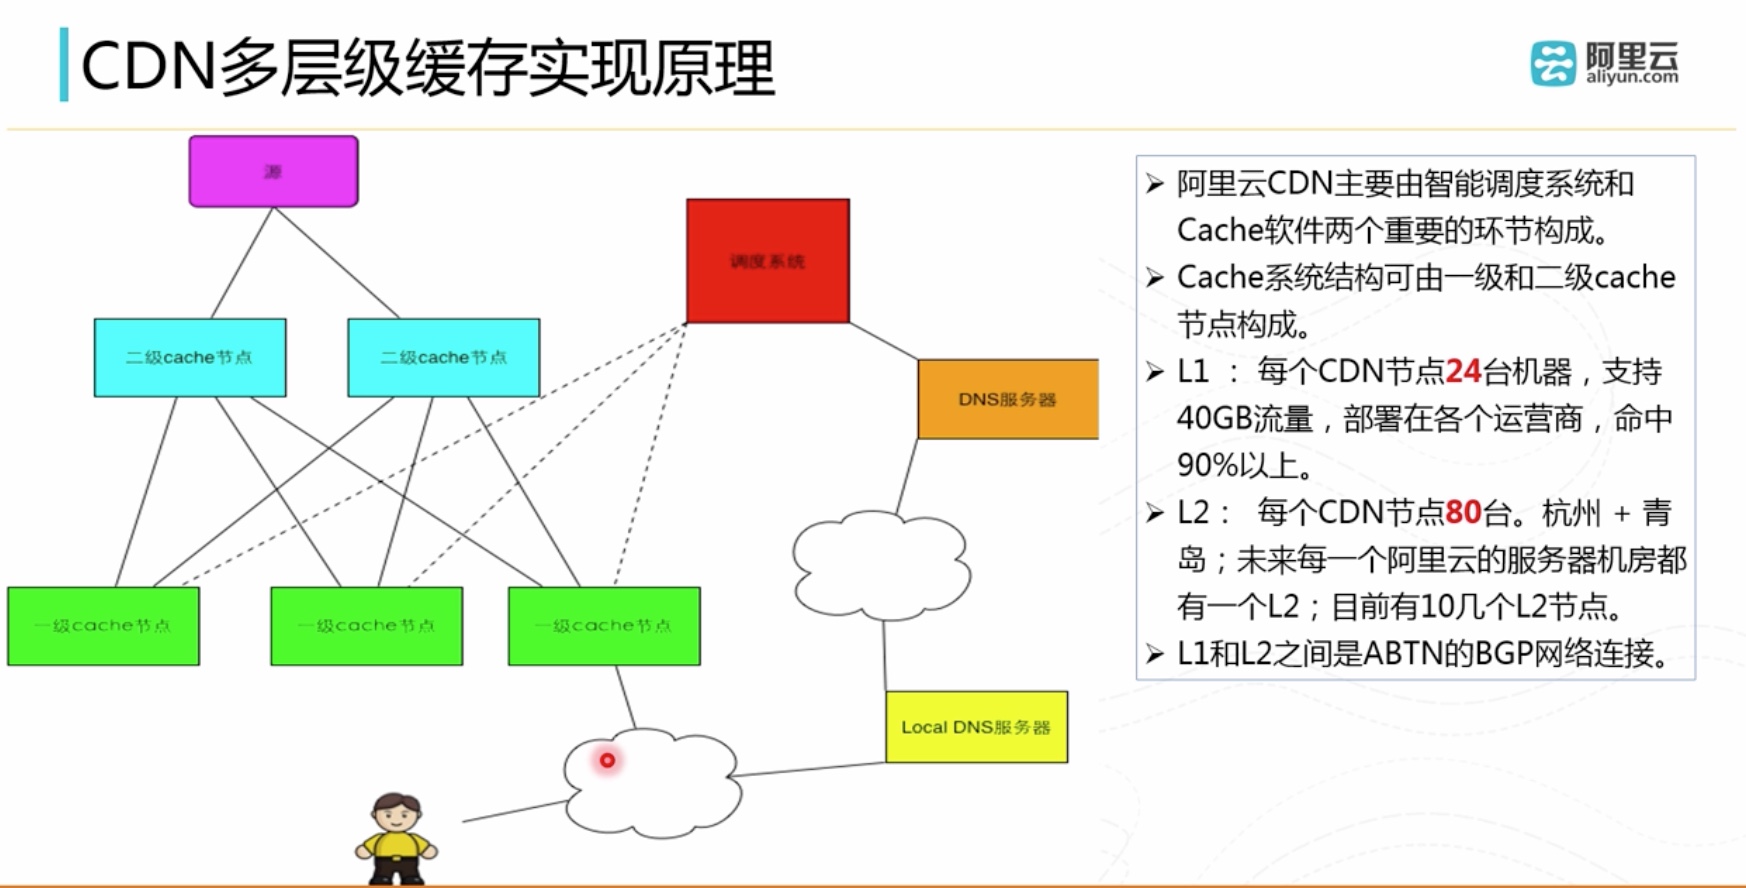 CDN多层级缓存实现原理
阿里云
aliyun.com
源
调度系统
二级cache节点
二级cache节点
DNS服务器
一级cache节点
一级cache节点
一级cache节点
Local DNS服务器
阿里云CDN主要由智能调度系统和
Cache软件两个重要的环节构成。
Cache系统结构可由一级和二级cache
节点构成。
L1 : 每个CDN节点24台机器，支持
40GB流量，部署在各个运营商，命中
90%以上。
L2： 每个CDN节点80台。杭州 + 青
岛；未来每一个阿里云的服务器机房都
有一个L2；目前有10几个L2节点。
L1和L2之间是ABTN的BGP网络连接。